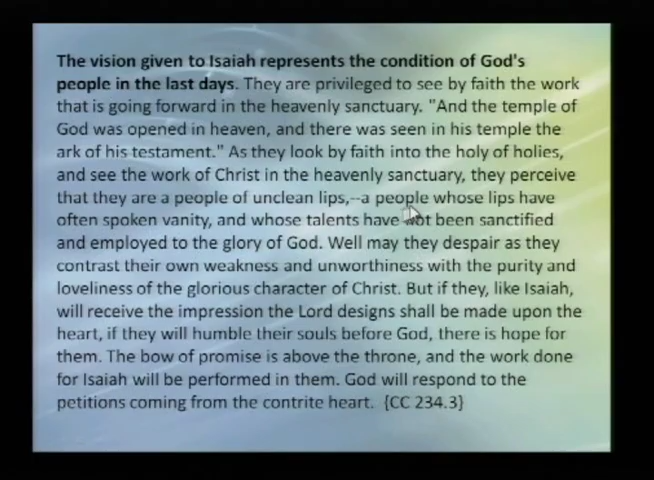 The vision given to Isaiah represents the condition of God's
people in the last days. They are privileged to see by faith the work
that is going forward in the heavenly sanctuary. "And the temple of
God was opened in heaven, and there was seen in his temple the
ark of his testament." As they look by faith into the holy of holies,
and see the work of Christ in the heavenly sanctuary, they perceive
that they are a people of unclean lips,--a people whose lips have
often spoken vanity, and whose talents have not been sanctified
and employed to the glory of God. Well may they despair as they
contrast their own weakness and unworthiness with the purity and
loveliness of the glorious character of Christ. But if they, like Isaiah,
will receive the impression the Lord designs shall be made upon the
heart, if they will humble their souls before God, there is hope for
them. The bow of promise is above the throne, and the work done
for Isaiah will be performed in them. God will respond to the
petitions coming from the contrite heart. {CC 234.3}